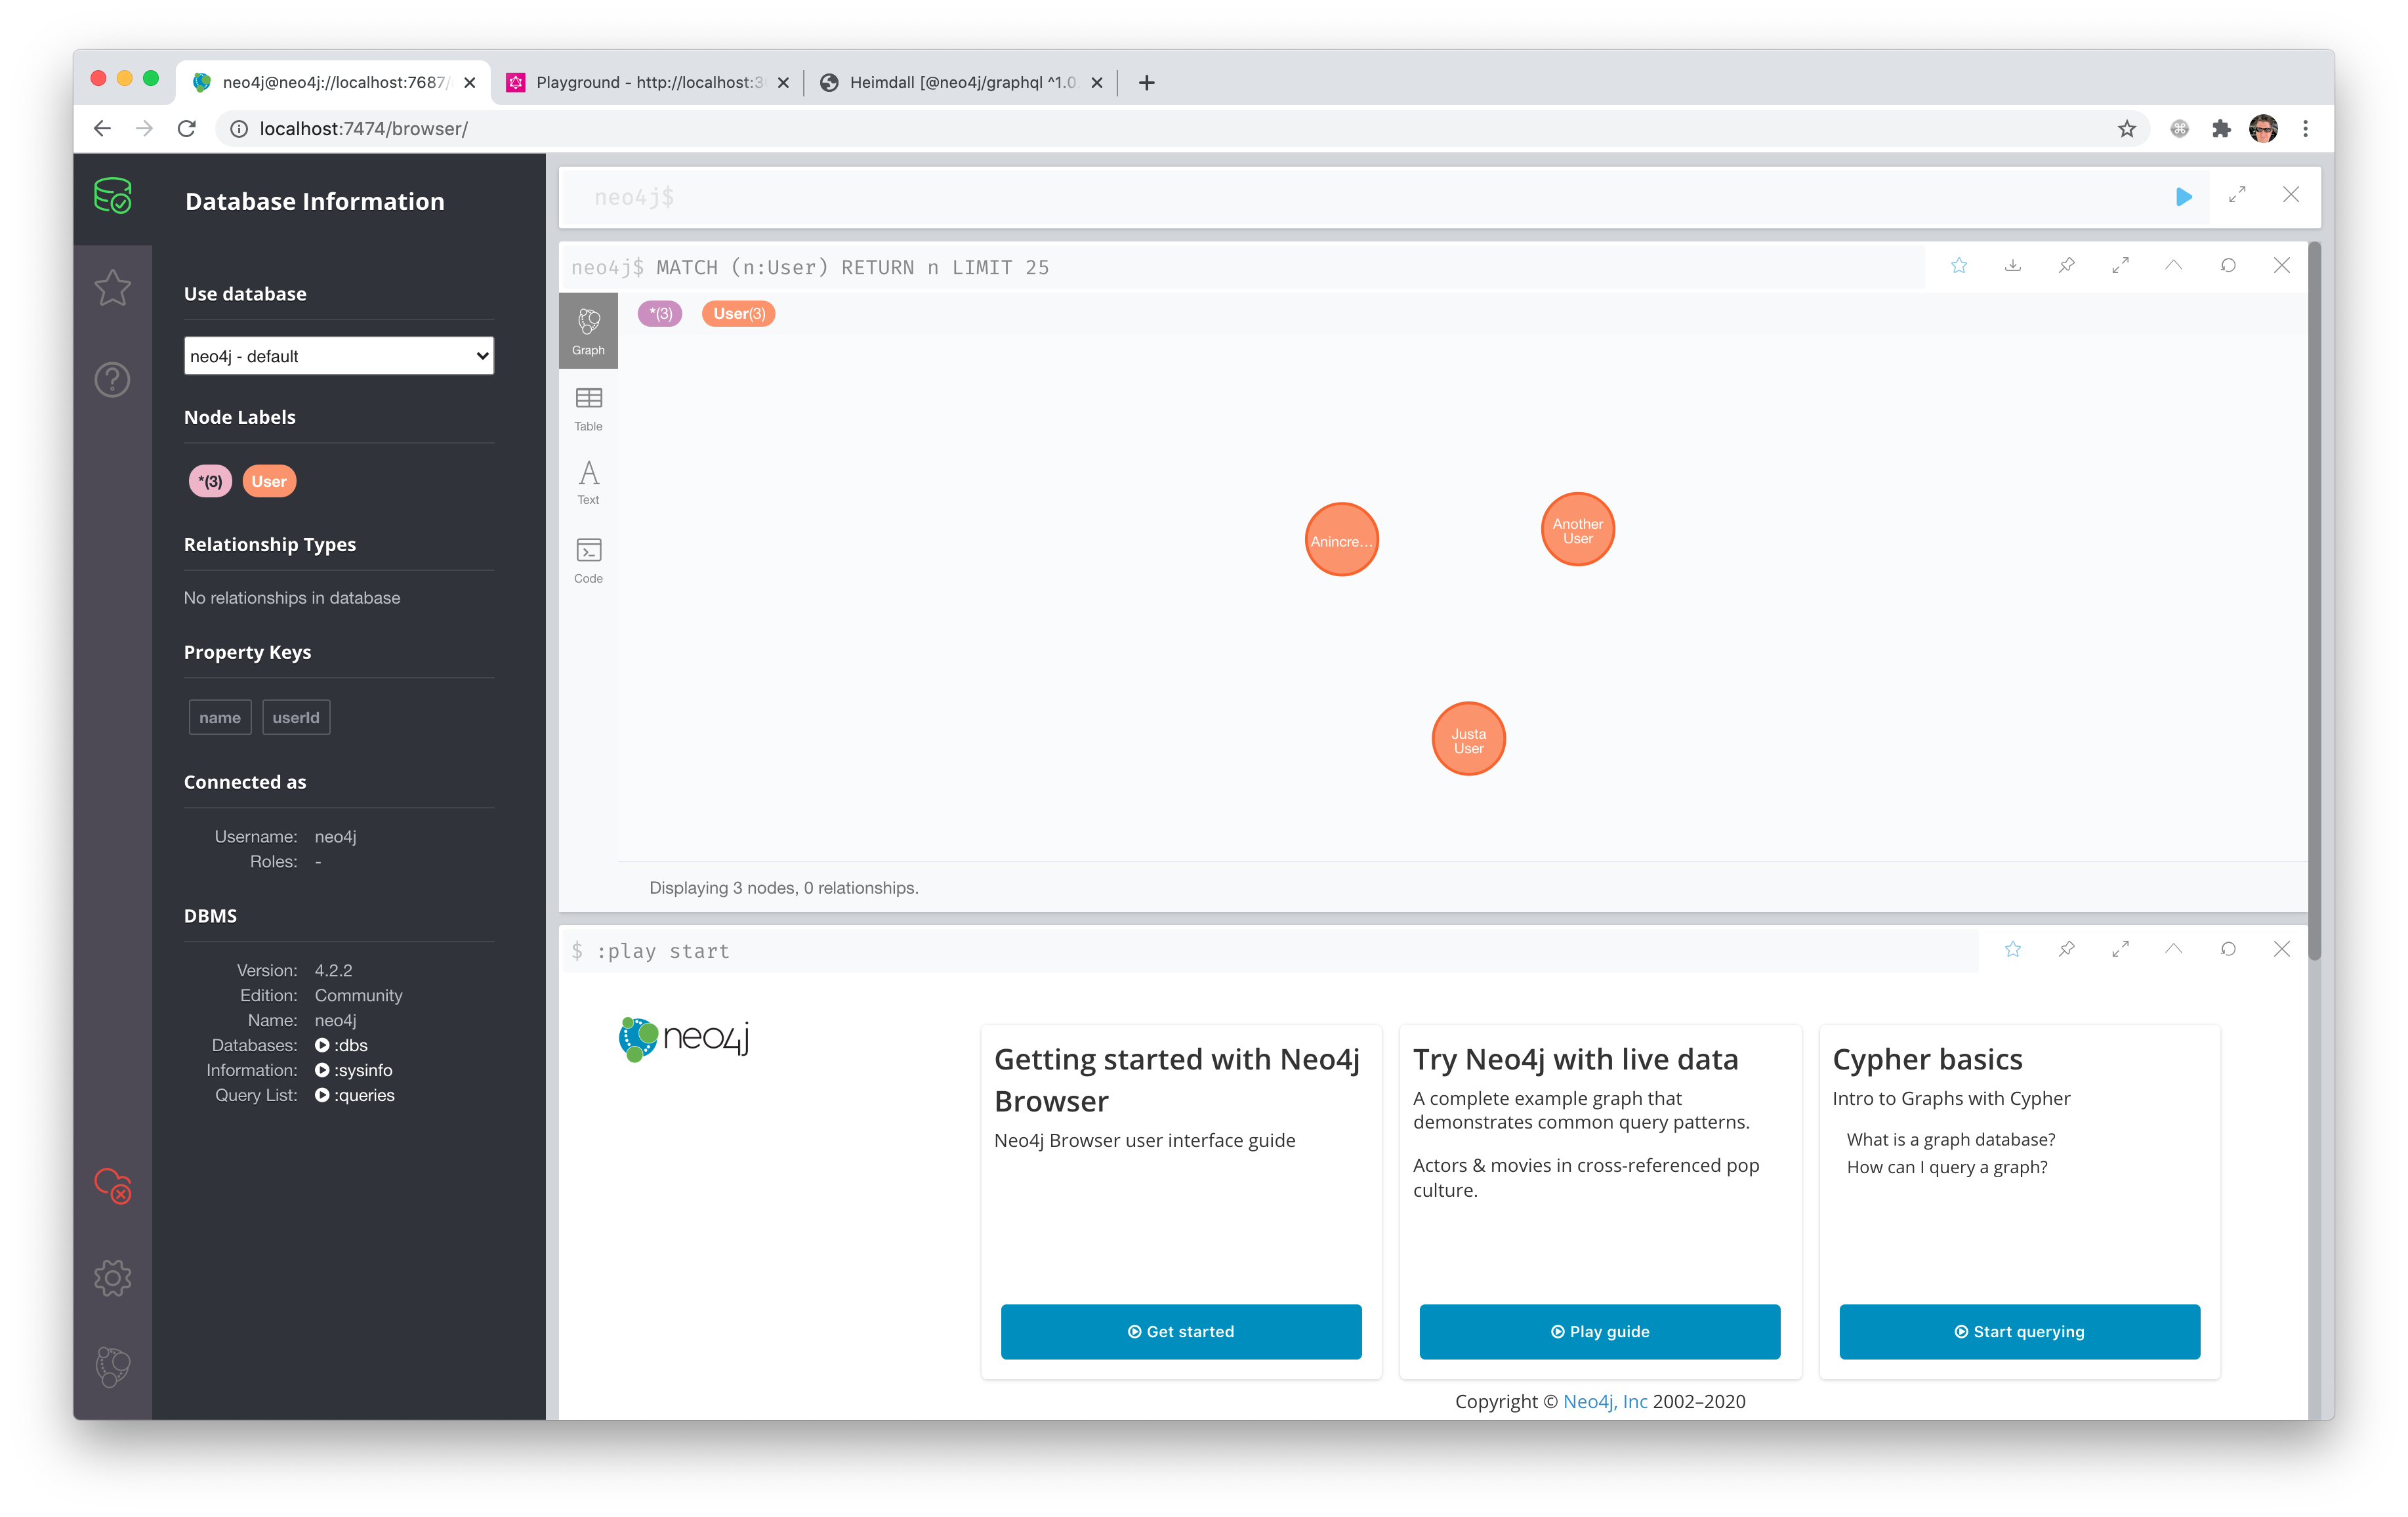 neo4j@neo4j://localhost:7687/
Playground - http://localhost:3
Heimdall [@neo4j/graphql ^1.0
localhost:7474/browser/
Database Information
Use database
neo4j - default
Node Labels
*(3) User
Relationship Types
No relationships in database
Property Keys
name userId
Connected as
Username: neo4j
Roles: -
DBMS
Version: 4.2.2
Edition: Community
Name: neo4j
Databases: :dbs
Information: :sysinfo
Query List: :queries
neo4j$
neo4j$ MATCH (n:User) RETURN n LIMIT 25
*(3) User(3)
Graph
Table
Text
Code
Anincre...
Another
User
Justa
User
Displaying 3 nodes, 0 relationships.
$ :play start
neo4j
Getting started with Neo4j
Browser
Neo4j Browser user interface guide
Get started
Try Neo4j with live data
A complete example graph that
demonstrates common query patterns.
Actors & movies in cross-referenced pop
culture.
Play guide
Cypher basics
Intro to Graphs with Cypher
What is a graph database?
How can I query a graph?
Start querying
Copyright © Neo4j, Inc 2002–2020